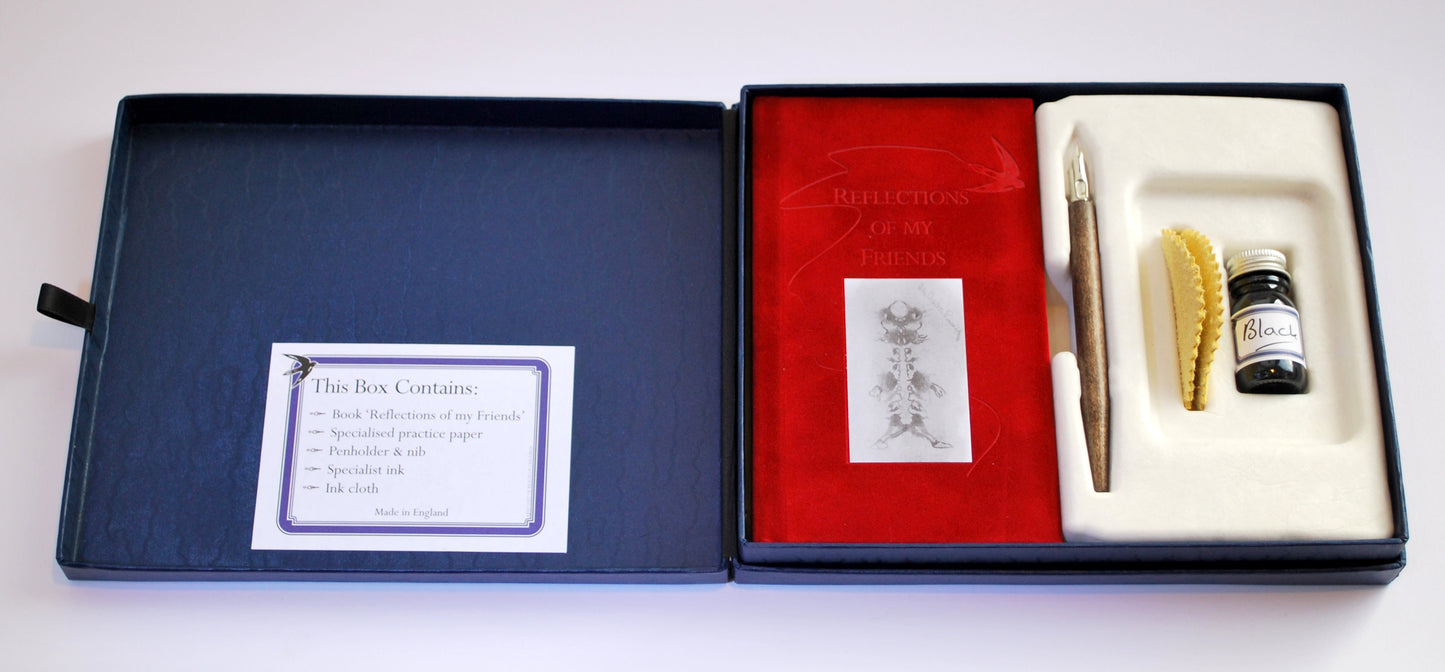 This Box Contains:
Book ‘Reflections of my Friends’
Specialised practice paper
Penholder & nib
Specialist ink
Ink cloth
Made in England
REFLECTIONS
OF MY
FRIENDS
Black